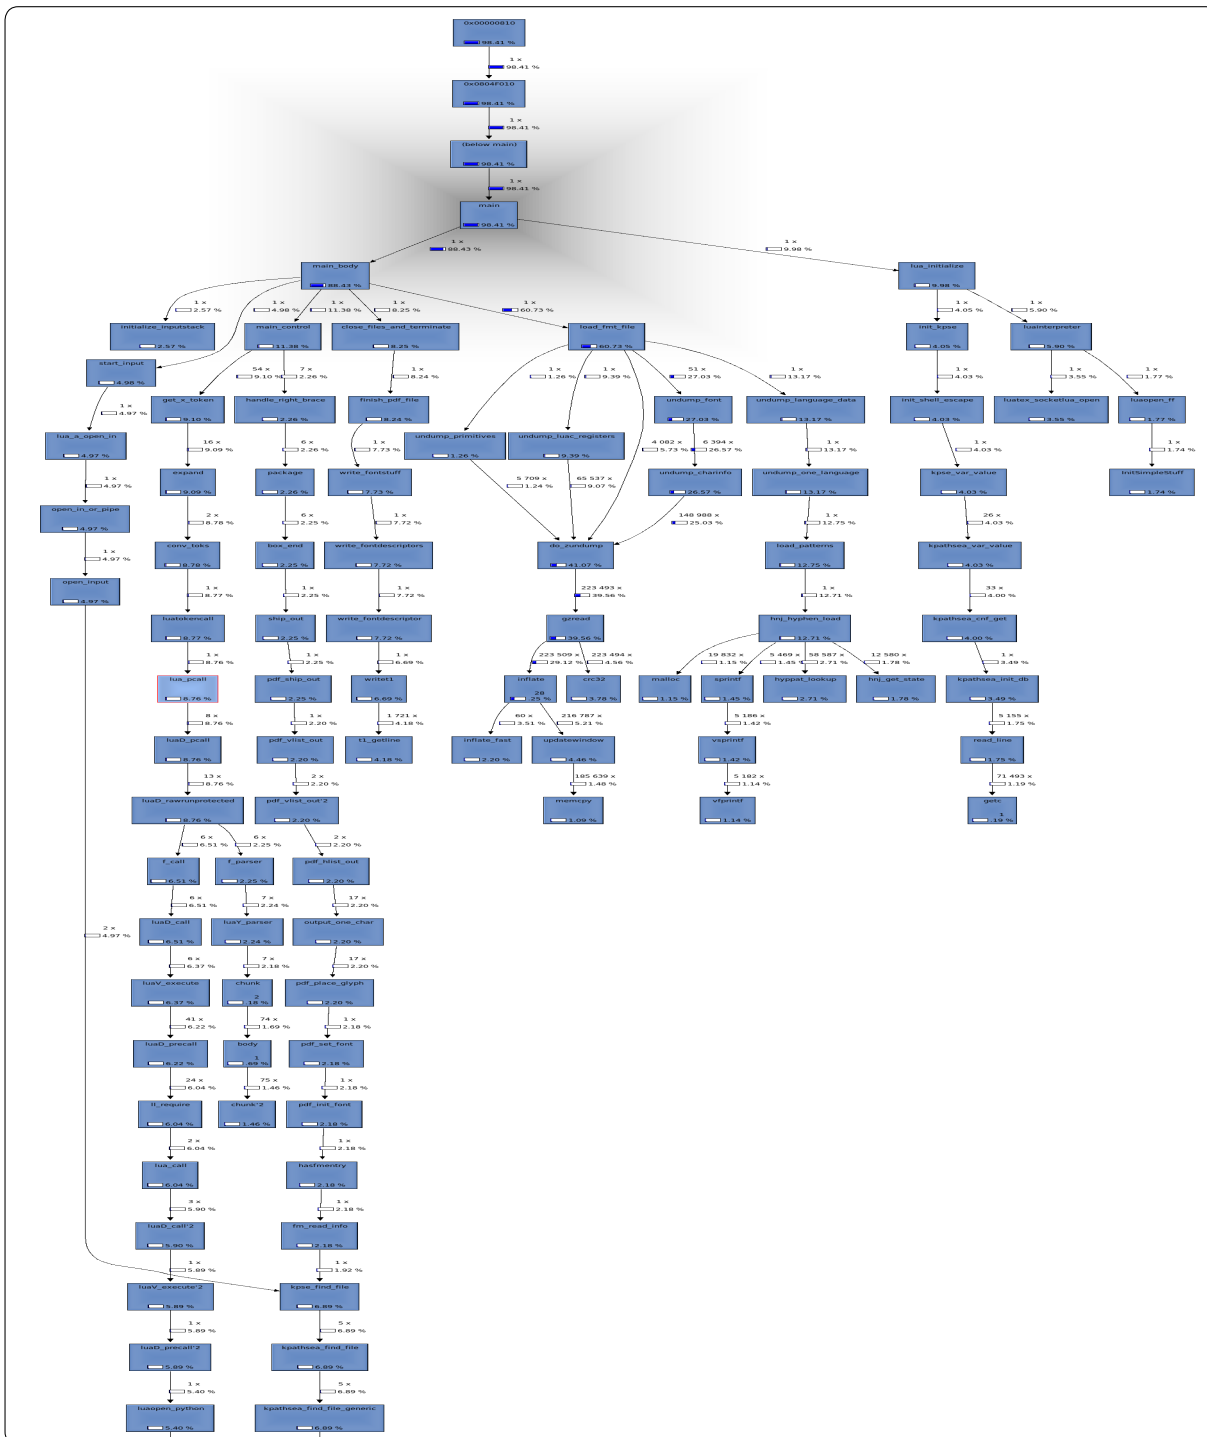 0x00000810
98.41 %
1 x
98.41 %
0x0804F010
98.41 %
1 x
98.41 %
(below main)
98.41 %
1 x
98.41 %
main
98.41 %
1 x
88.43 %
1 x
9.98 %
main_body
88.43 %
lua_initialize
9.98 %
1 x
2.57 %
1 x
4.98 %
1 x
11.38 %
1 x
8.25 %
1 x
60.73 %
1 x
4.05 %
1 x
5.90 %
initialize_inputstack
2.57 %
main_control
11.38 %
close_files_and_terminate
8.25 %
load_fmt_file
60.73 %
init_kpse
4.05 %
luainterpreter
5.90 %
start_input
4.98 %
54 x
9.10 %
7 x
2.26 %
1 x
8.24 %
1 x
1.26 %
1 x
9.39 %
51 x
27.03 %
1 x
13.17 %
1 x
4.03 %
1 x
3.55 %
1 x
1.77 %
get_x_token
9.10 %
handle_right_brace
2.26 %
finish_pdf_file
8.24 %
undump_font
27.03 %
undump_language_data
13.17 %
init_shell_escape
4.04 %
luatex_socketlua_open
3.55 %
luaopen_ff
1.77 %
1 x
4.97 %
lua_a_open_in
4.97 %
16 x
9.09 %
6 x
2.26 %
1 x
7.73 %
undump_primitives
1.26 %
undump_luac_registers
9.39 %
4 082 x
5.73 %
6 394 x
26.57 %
1 x
13.17 %
1 x
4.03 %
1 x
1.74 %
expand
9.09 %
package
2.26 %
write_fontstuff
7.73 %
undump_charinfo
26.57 %
undump_one_language
13.17 %
kpse_var_value
4.03 %
InitSimpleStuff
1.74 %
1 x
4.97 %
5 709 x
1.24 %
65 537 x
9.07 %
open_in_or_pipe
4.97 %
2 x
8.78 %
6 x
2.25 %
1 x
7.72 %
148 988 x
25.03 %
1 x
12.75 %
26 x
4.03 %
conv_toks
8.78 %
box_end
2.25 %
write_fontdescriptors
7.72 %
do_zundump
41.07 %
load_patterns
12.75 %
kpathsea_var_value
4.03 %
1 x
4.97 %
open_input
4.97 %
1 x
8.77 %
1 x
2.25 %
1 x
7.72 %
223 493 x
39.56 %
1 x
12.71 %
33 x
4.00 %
luatokencall
8.77 %
ship_out
2.25 %
write_fontdescriptor
7.72 %
gzread
39.56 %
hnj_hyphen_load
12.71 %
kpathsea_cnf_get
4.00 %
1 x
8.76 %
1 x
2.25 %
1 x
6.69 %
223 509 x
29.12 %
223 494 x
4.56 %
19 832 x
1.15 %
5 469 x
1.45 %
58 587 x
2.71 %
12 580 x
1.78 %
1 x
3.49 %
lua_pcall
8.76 %
pdf_ship_out
2.25 %
writet1
6.69 %
inflate
28
.25 %
crc32
3.78 %
malloc
1.15 %
sprintf
1.45 %
hyppat_lookup
2.71 %
hnj_get_state
1.78 %
kpathsea_init_db
3.49 %
8 x
8.76 %
1 x
2.20 %
1 721 x
4.18 %
60 x
3.51 %
216 787 x
5.21 %
5 186 x
1.42 %
5 155 x
1.75 %
luaD_pcall
8.76 %
pdf_vlist_out
2.20 %
t1_getline
4.18 %
inflate_fast
2.20 %
updatewindow
4.46 %
vsprintf
1.42 %
read_line
1.75 %
13 x
8.76 %
2 x
2.20 %
185 639 x
1.48 %
5 182 x
1.14 %
71 493 x
1.19 %
luaD_rawrunprotected
8.76 %
pdf_vlist_out'2
2.20 %
memcpy
1.09 %
vfprintf
1.14 %
getc
1
.19 %
6 x
6.51 %
6 x
2.25 %
2 x
2.20 %
f_call
6.51 %
f_parser
2.25 %
pdf_hlist_out
2.20 %
6 x
6.51 %
7 x
2.24 %
17 x
2.20 %
2 x
4.97 %
luaD_call
6.51 %
luaY_parser
2.24 %
output_one_char
2.20 %
6 x
6.37 %
7 x
2.18 %
17 x
2.20 %
luaV_execute
6.37 %
chunk
2
.18 %
pdf_place_glyph
2.20 %
41 x
6.22 %
74 x
1.69 %
1 x
2.18 %
luaD_precall
6.22 %
body
1
.69 %
pdf_set_font
2.18 %
24 x
6.04 %
75 x
1.46 %
1 x
2.18 %
ll_require
6.04 %
chunk'2
1.46 %
pdf_init_font
2.18 %
2 x
6.04 %
1 x
2.18 %
lua_call
6.04 %
hasfmentry
2.18 %
3 x
5.90 %
1 x
2.18 %
luaD_call'2
5.90 %
fm_read_info
2.18 %
1 x
5.89 %
1 x
1.92 %
luaV_execute'2
5.89 %
kpse_find_file
6.89 %
1 x
5.89 %
5 x
6.89 %
luaD_precall'2
5.89 %
kpathsea_find_file
6.89 %
1 x
5.40 %
5 x
6.89 %
luaopen_python
5.40 %
kpathsea_find_file_generic
6.89 %